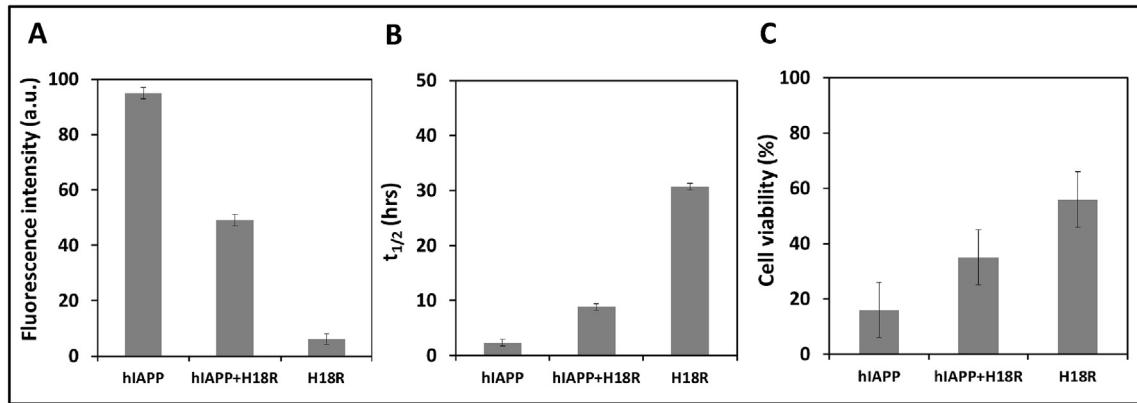 A
Fluorescence intensity (a.u.)
100
80
60
40
20
0
hIAPP
hIAPP+H18R
H18R
B
t1/2 (hrs)
50
40
30
20
10
0
hIAPP
hIAPP+H18R
H18R
C
Cell viability (%)
100
80
60
40
20
0
hIAPP
hIAPP+H18R
H18R